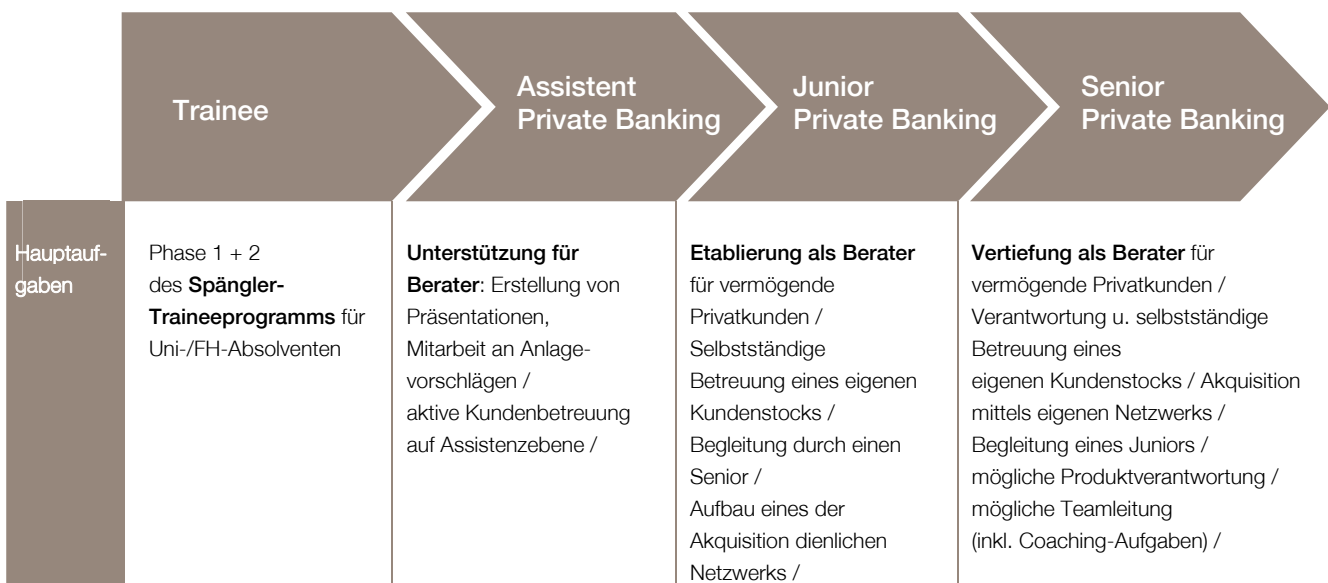 Trainee
Assistent
Private Banking
Junior
Private Banking
Senior
Private Banking
Hauptauf-
gaben
Phase 1 + 2
des Spängler-
Traineeprogramms für
Uni-/FH-Absolventen
Unterstützung für
Berater: Erstellung von
Präsentationen,
Mitarbeit an Anlage-
vorschlägen /
aktive Kundenbetreuung
auf Assistenzebene /
Etablierung als Berater
für vermögende
Privatkunden /
Selbstständige
Betreuung eines eigenen
Kundenstocks /
Begleitung durch einen
Senior /
Aufbau eines der
Akquisition dienlichen
Netzwerks /
Vertiefung als Berater für
vermögende Privatkunden /
Verantwortung u. selbstständige
Betreuung eines
eigenen Kundenstocks / Akquisition
mittels eigenen Netzwerks /
Begleitung eines Juniors /
mögliche Produktverantwortung /
mögliche Teamleitung
(inkl. Coaching-Aufgaben) /